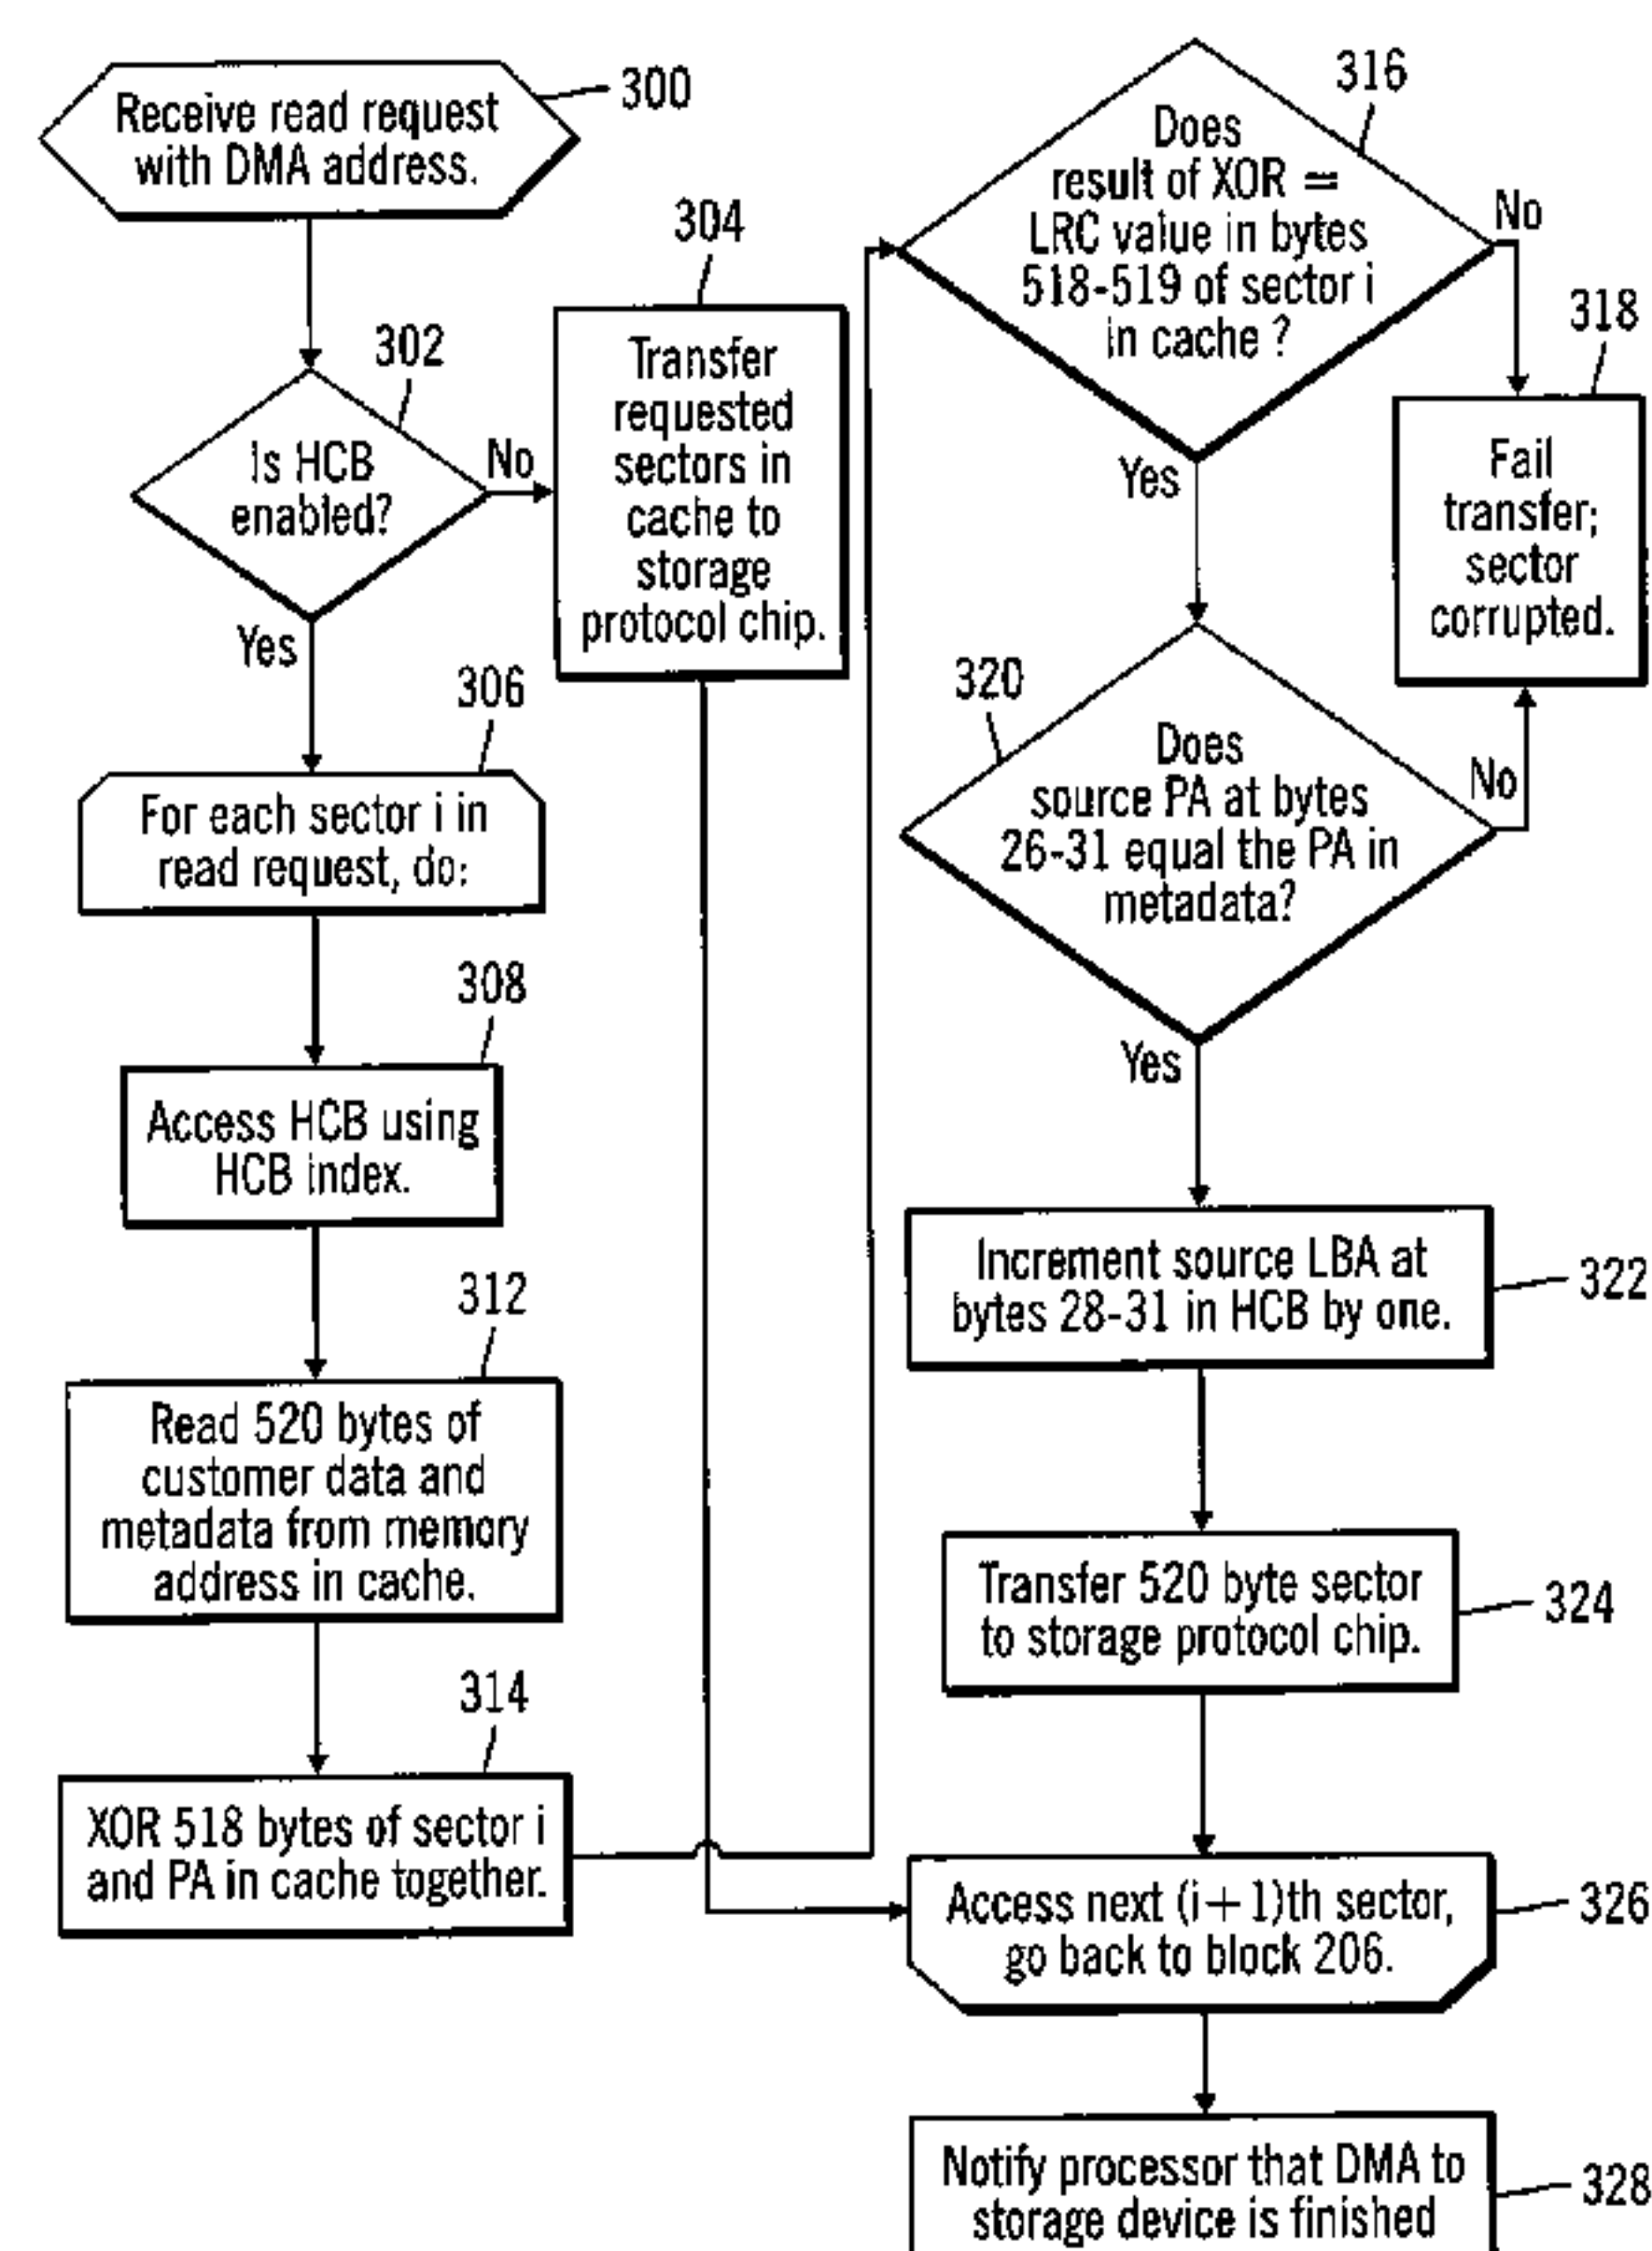 300
Receive read request
with DMA address.
302
Is HCB
enabled?
No
Yes
304
Transfer
requested
sectors in
cache to
storage
protocol chip.
306
For each sector i in
read request, do:
308
Access HCB using
HCB index.
312
Read 520 bytes of
customer data and
metadata from memory
address in cache.
314
XOR 518 bytes of sector i
and PA in cache together.
316
Does
result of XOR =
LRC value in bytes
518-519 of sector i
in cache ?
No
Yes
318
Fail
transfer;
sector
corrupted.
320
Does
source PA at bytes
26-31 equal the PA in
metadata?
No
Yes
Increment source LBA at
bytes 28-31 in HCB by one.
322
Transfer 520 byte sector
to storage protocol chip.
324
Access next (i+1)th sector,
go back to block 206.
326
Notify processor that DMA to
storage device is finished
328